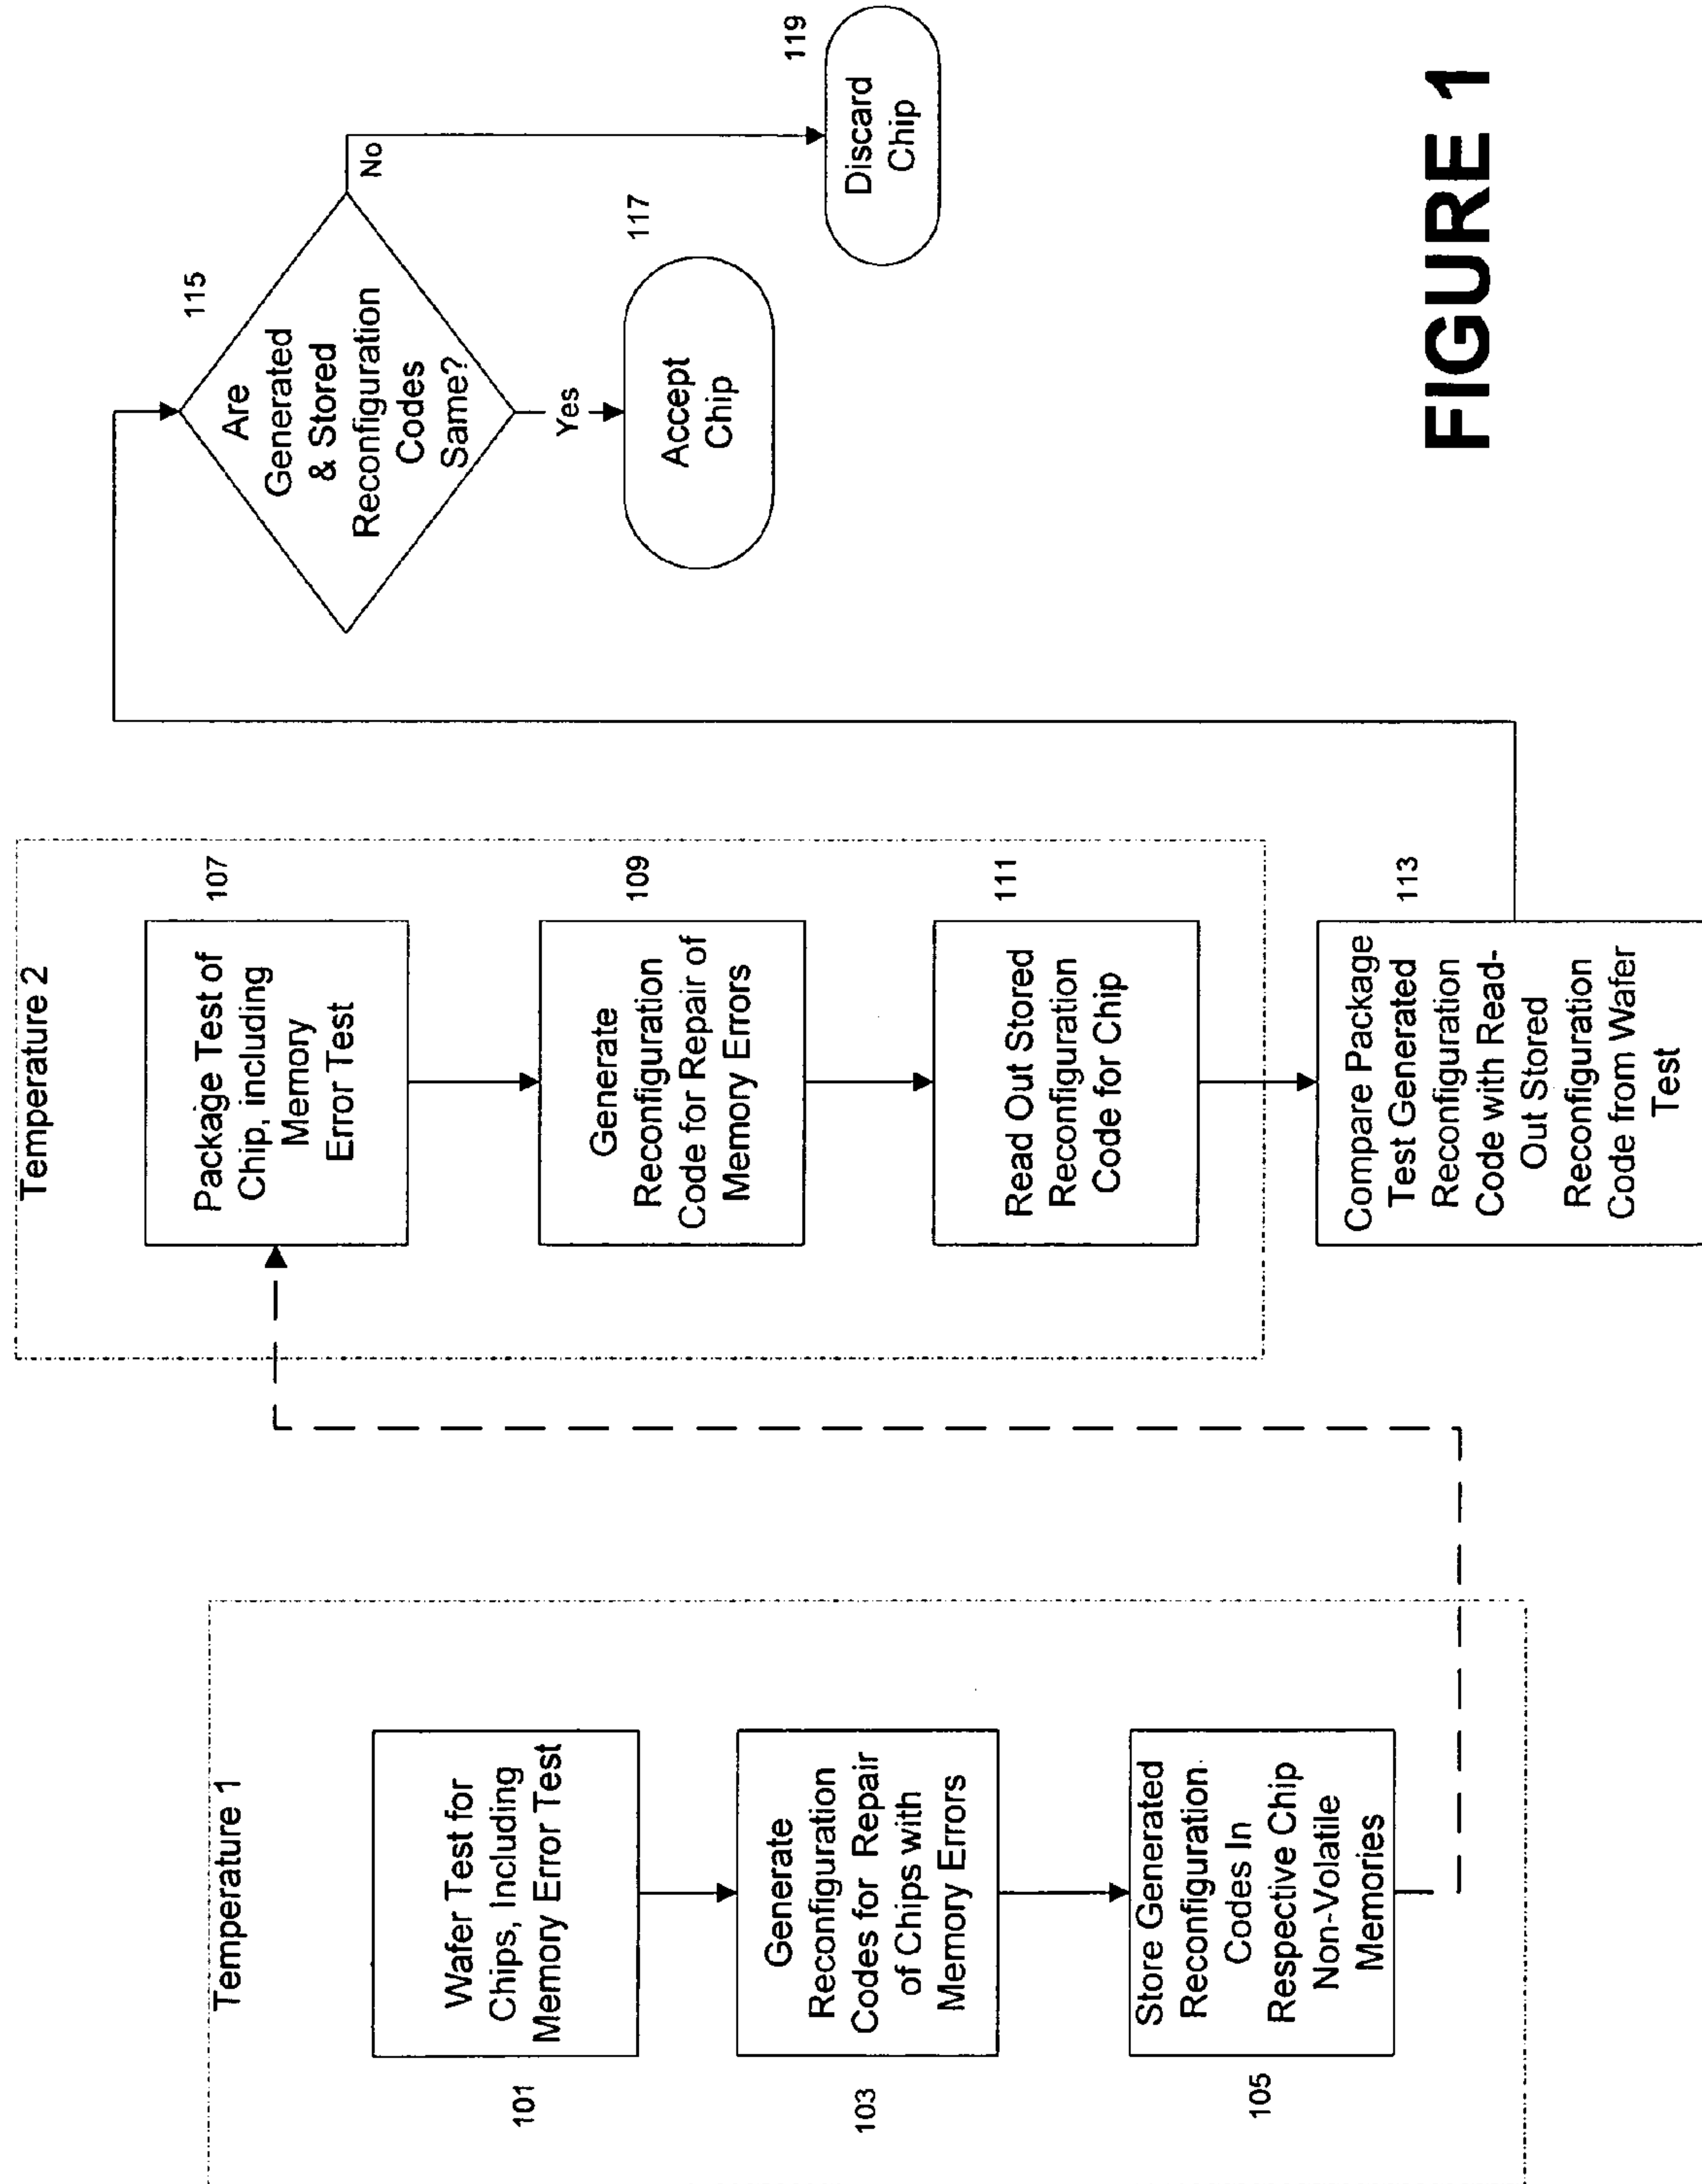 Temperature 1
101
Wafer Test for
Chips, Including
Memory Error Test
103
Generate
Reconfiguration
Codes for Repair
of Chips with
Memory Errors
105
Store Generated
Reconfiguration
Codes In
Respective Chip
Non-Volatile
Memories
Temperature 2
107
Package Test of
Chip, including
Memory
Error Test
109
Generate
Reconfiguration
Code for Repair of
Memory Errors
111
Read Out Stored
Reconfiguration
Code for Chip
113
Compare Package
Test Generated
Reconfiguration
Code with Read-
Out Stored
Reconfiguration
Code from Wafer
Test
115
Are
Generated
& Stored
Reconfiguration
Codes
Same?
No
Yes
117
Accept
Chip
119
Discard
Chip
FIGURE 1